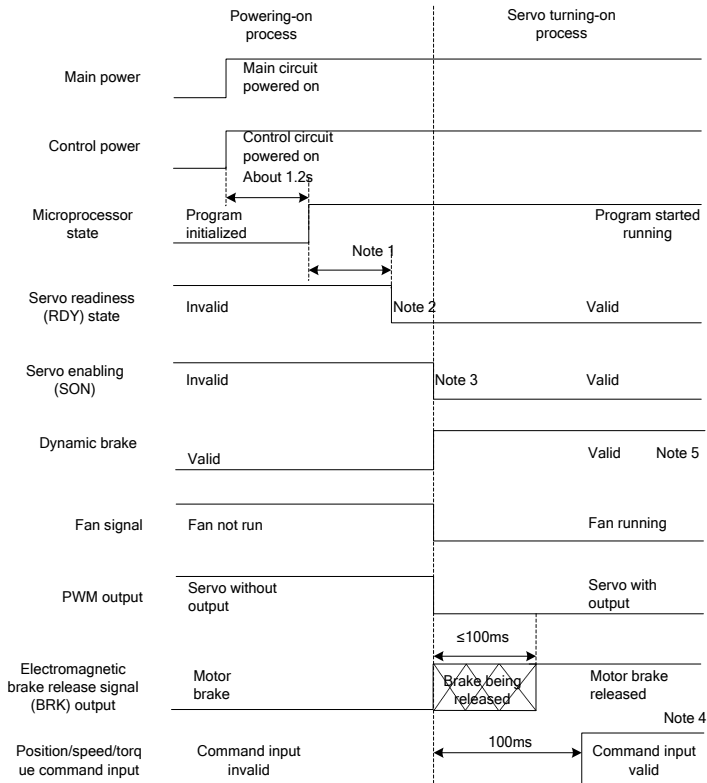 Powering-on
process
Servo turning-on
process
Main power
Main circuit
powered on
Control power
Control circuit
powered on
About 1.2s
Microprocessor
state
Program
initialized
Program started
running
Note 1
Servo readiness
(RDY) state
Invalid
Note 2
Valid
Servo enabling
(SON)
Invalid
Note 3
Valid
Dynamic brake
Valid
Valid Note 5
Fan signal
Fan not run
Fan running
PWM output
Servo without
output
Servo with
output
≤100ms
Electromagnetic
brake release signal
(BRK) output
Motor
brake
Brake being
released
Motor brake
released
Note 4
Position/speed/torq
ue command input
Command input
invalid
100ms
Command input
valid